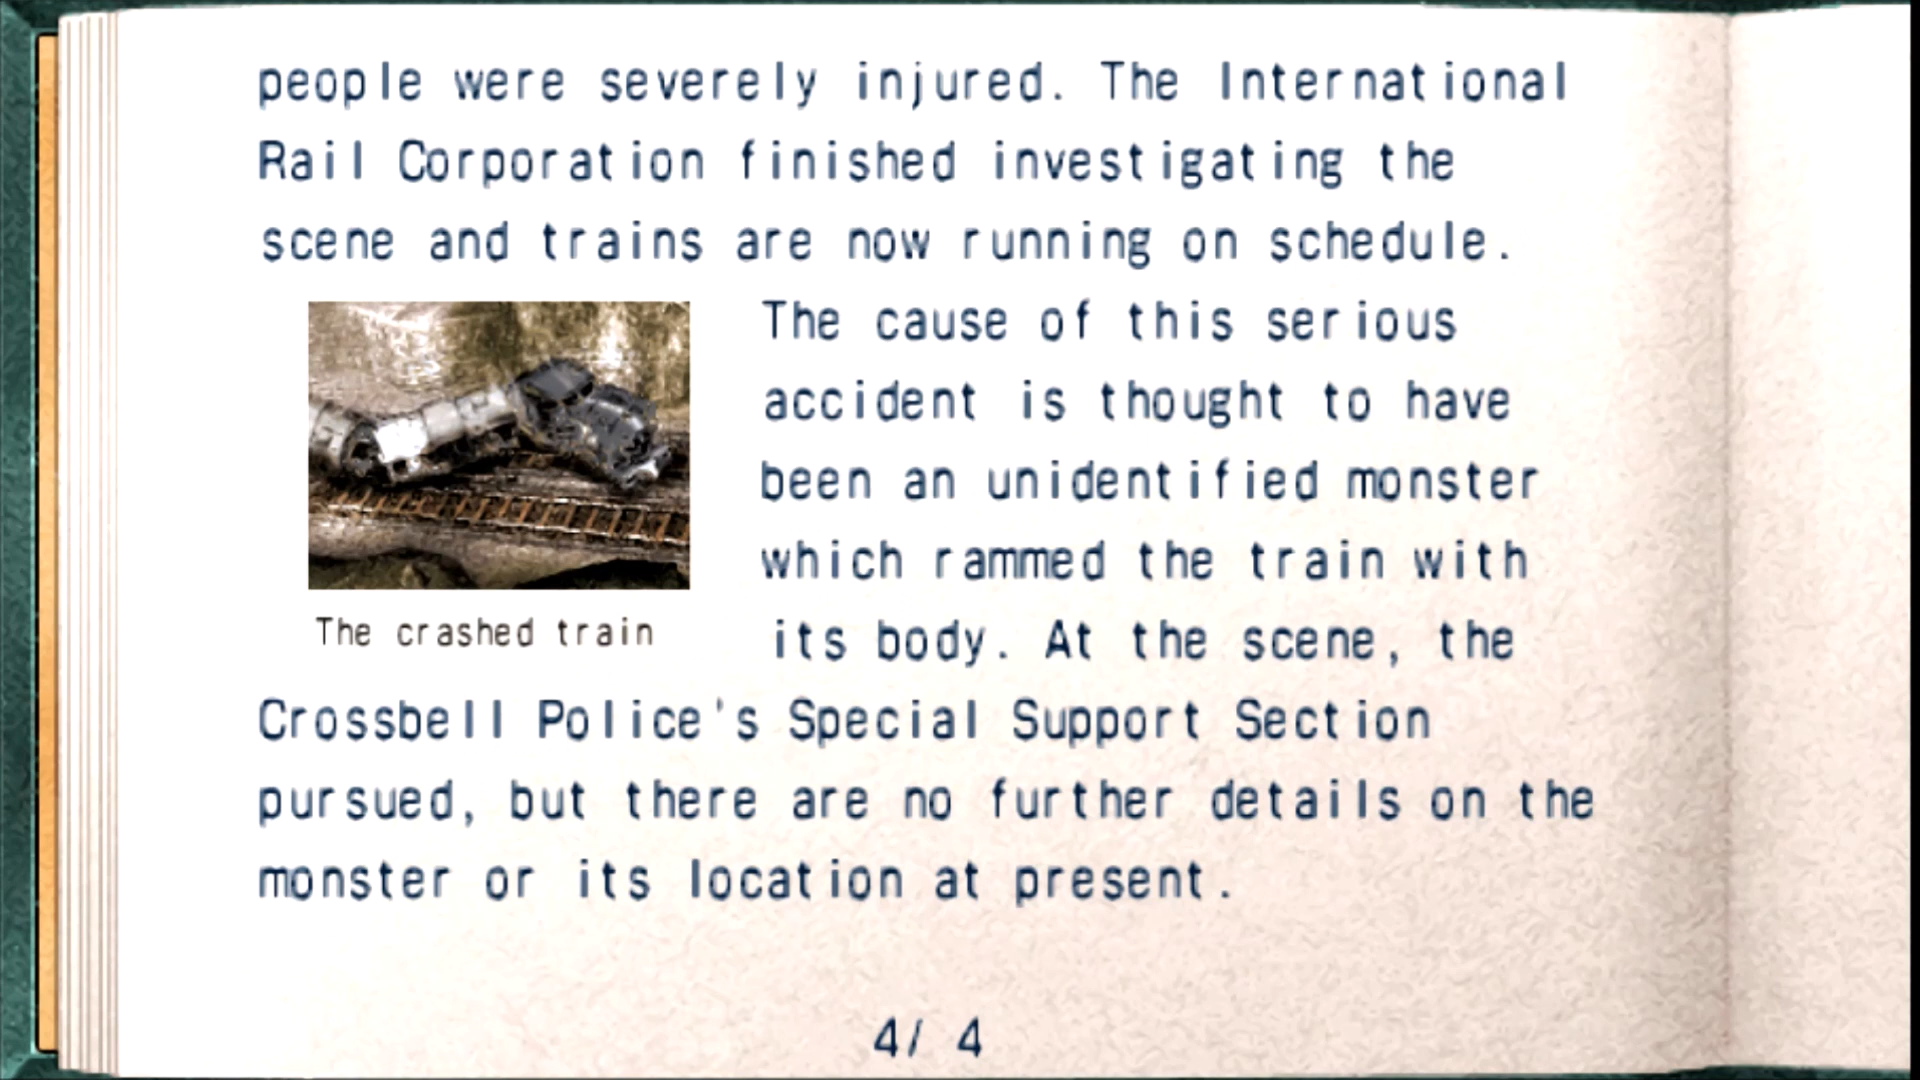 people were severely injured. The International
Rail Corporation finished investigating the
scene and trains are now running on schedule.
The cause of this serious
accident is thought to have
been an unidentified monster
which rammed the train with
its body. At the scene, the
The crashed train
Crossbell Police's Special Support Section
pursued, but there are no further details on the
monster or its location at present.
4/ 4